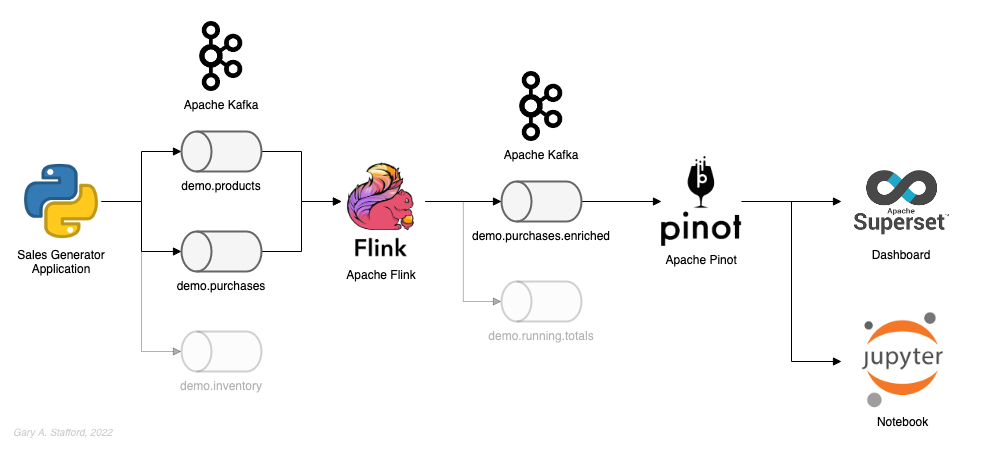 Apache Kafka
demo.products
demo.purchases
demo.inventory
Sales Generator
Application
Flink
Apache Flink
Apache Kafka
demo.purchases.enriched
demo.running.totals
p
pinot
Apache Pinot
Apache
Superset™
Dashboard
jupyter
Notebook
Gary A. Stafford, 2022